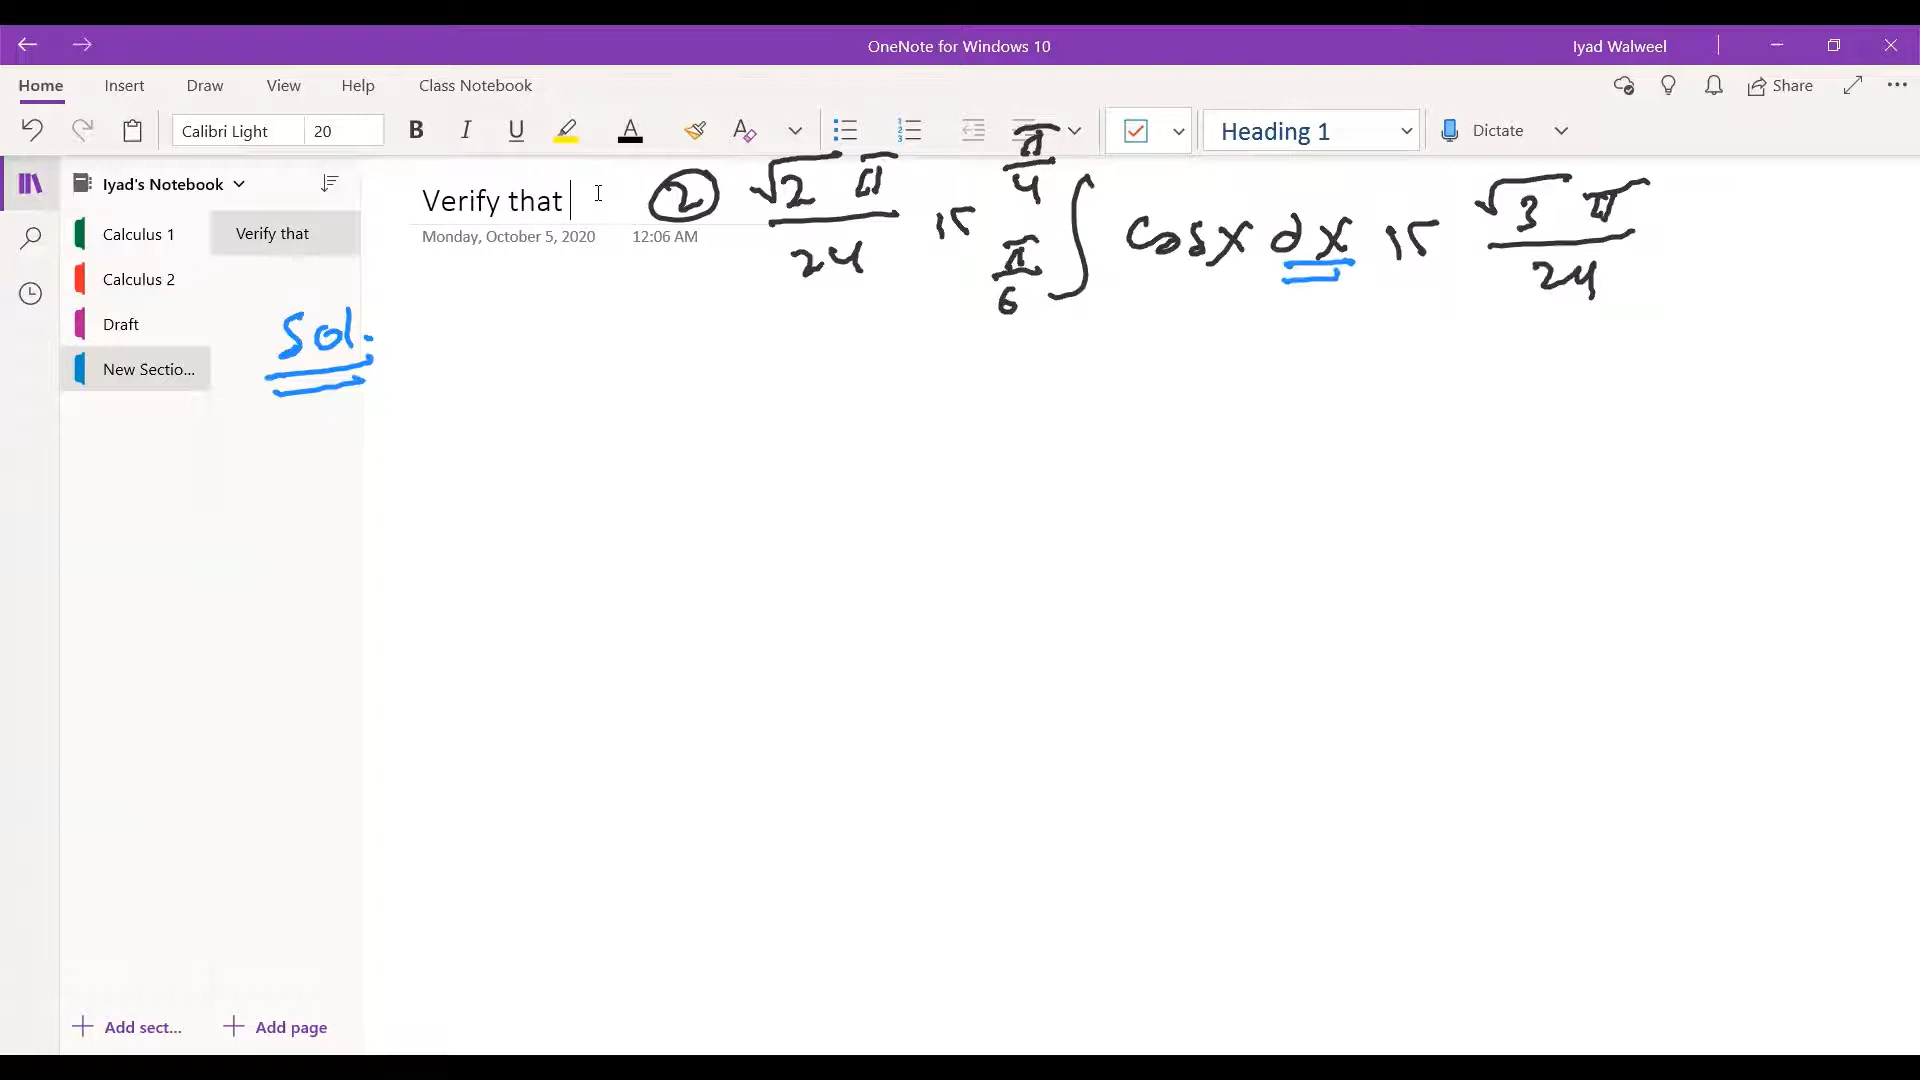 OneNote for Windows 10
Iyad Walweel
Home Insert Draw View Help Class Notebook
Share
Calibri Light 20 B I U A A Heading 1 Dictate
Iyad's Notebook
Calculus 1
Calculus 2
Draft
New Sectio...
Verify that
Verify that
Monday, October 5, 2020 12:06 AM
② √2 π / 24 ≤ ∫ π/6 π/4 cos x dx ≤ √3 π / 24
Sol.
Add sect...
Add page